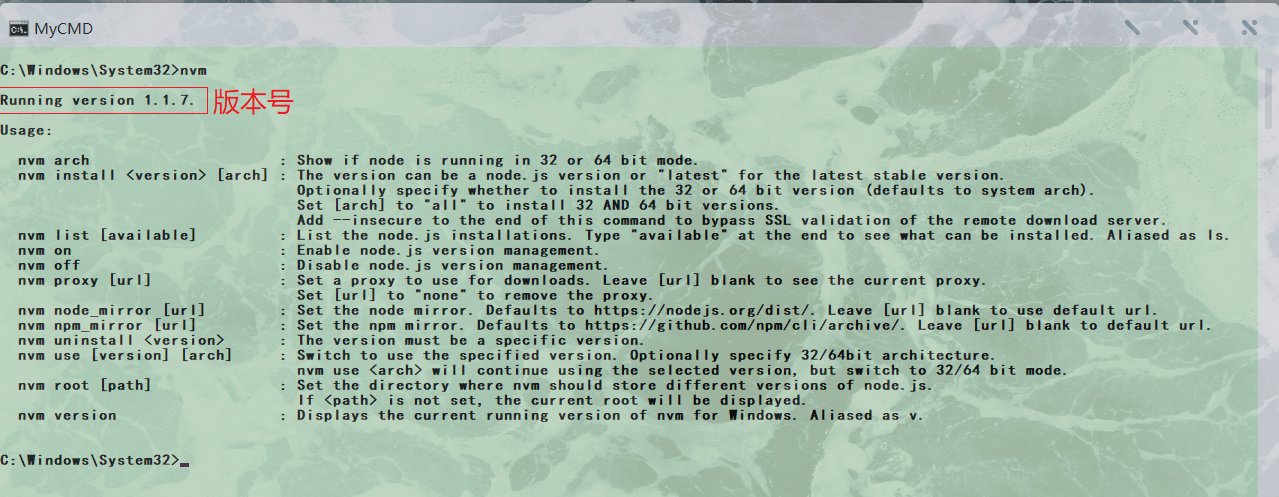 MyCMD
C:\Windows\System32>nvm
Running version 1.1.7. 版本号
Usage:
nvm arch : Show if node is running in 32 or 64 bit mode.
nvm install <version> [arch] : The version can be a node.js version or "latest" for the latest stable version.
Optionally specify whether to install the 32 or 64 bit version (defaults to system arch).
Set [arch] to "all" to install 32 AND 64 bit versions.
Add --insecure to the end of this command to bypass SSL validation of the remote download server.
nvm list [available] : List the node.js installations. Type "available" at the end to see what can be installed. Aliased as ls.
nvm on : Enable node.js version management.
nvm off : Disable node.js version management.
nvm proxy [url] : Set a proxy to use for downloads. Leave [url] blank to see the current proxy.
Set [url] to "none" to remove the proxy.
nvm node_mirror [url] : Set the node mirror. Defaults to https://nodejs.org/dist/. Leave [url] blank to use default url.
nvm npm_mirror [url] : Set the npm mirror. Defaults to https://github.com/npm/cli/archive/. Leave [url] blank to default url.
nvm uninstall <version> : The version must be a specific version.
nvm use [version] [arch] : Switch to use the specified version. Optionally specify 32/64bit architecture.
nvm use <arch> will continue using the selected version, but switch to 32/64 bit mode.
nvm root [path] : Set the directory where nvm should store different versions of node.js.
If <path> is not set, the current root will be displayed.
nvm version : Displays the current running version of nvm for Windows. Aliased as v.
C:\Windows\System32>